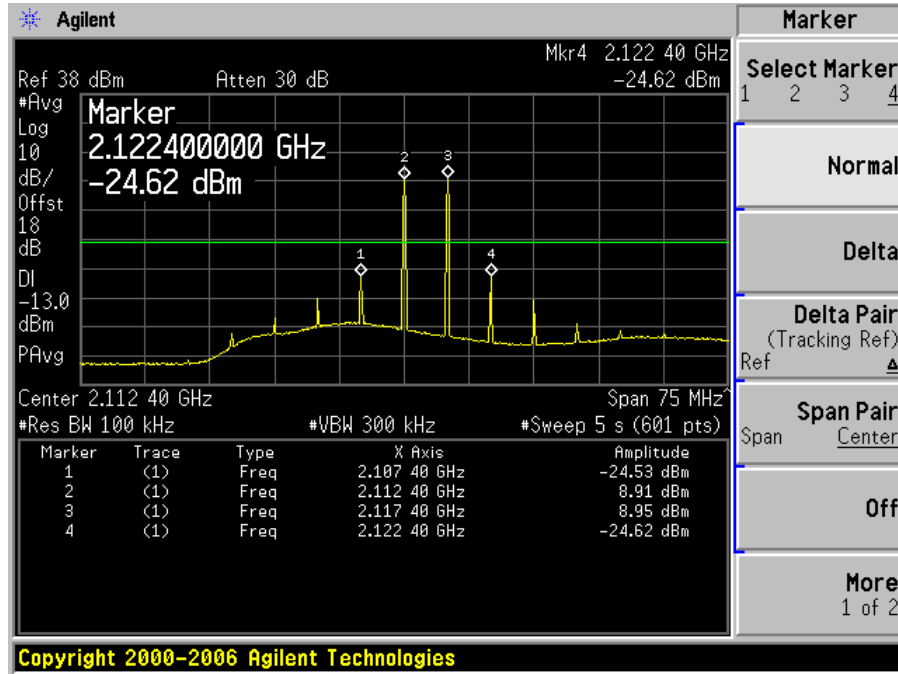 Agilent
Marker
Mkr4 2.122 40 GHz
Ref 38 dBm Atten 30 dB -24.62 dBm
#Avg
Log
10
dB/
Offst
18
dB
DI
-13.0
dBm
PAvg
Marker
2.122400000 GHz
-24.62 dBm
1
2
3
4
Center 2.112 40 GHz Span 75 MHz^
#Res BW 100 kHz #VBW 300 kHz #Sweep 5 s (601 pts)
Marker Trace Type X Axis Amplitude
1 (1) Freq 2.107 40 GHz -24.53 dBm
2 (1) Freq 2.112 40 GHz 8.91 dBm
3 (1) Freq 2.117 40 GHz 8.95 dBm
4 (1) Freq 2.122 40 GHz -24.62 dBm
Select Marker
1 2 3 4
Normal
Delta
Delta Pair
(Tracking Ref)
Ref Δ
Span Pair
Span Center
Off
More
1 of 2
Copyright 2000-2006 Agilent Technologies